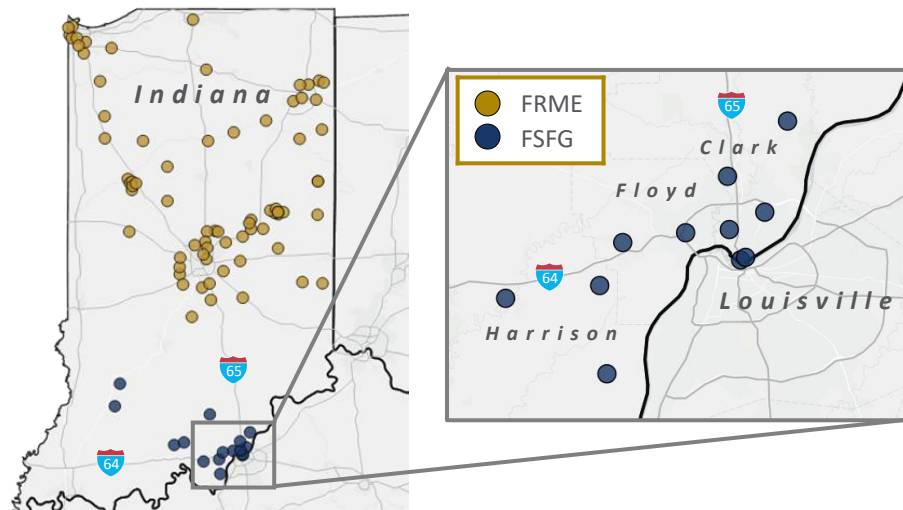 Indiana
65
64
FRME
FSFG
65
Clark
Floyd
64
Louisville
Harrison